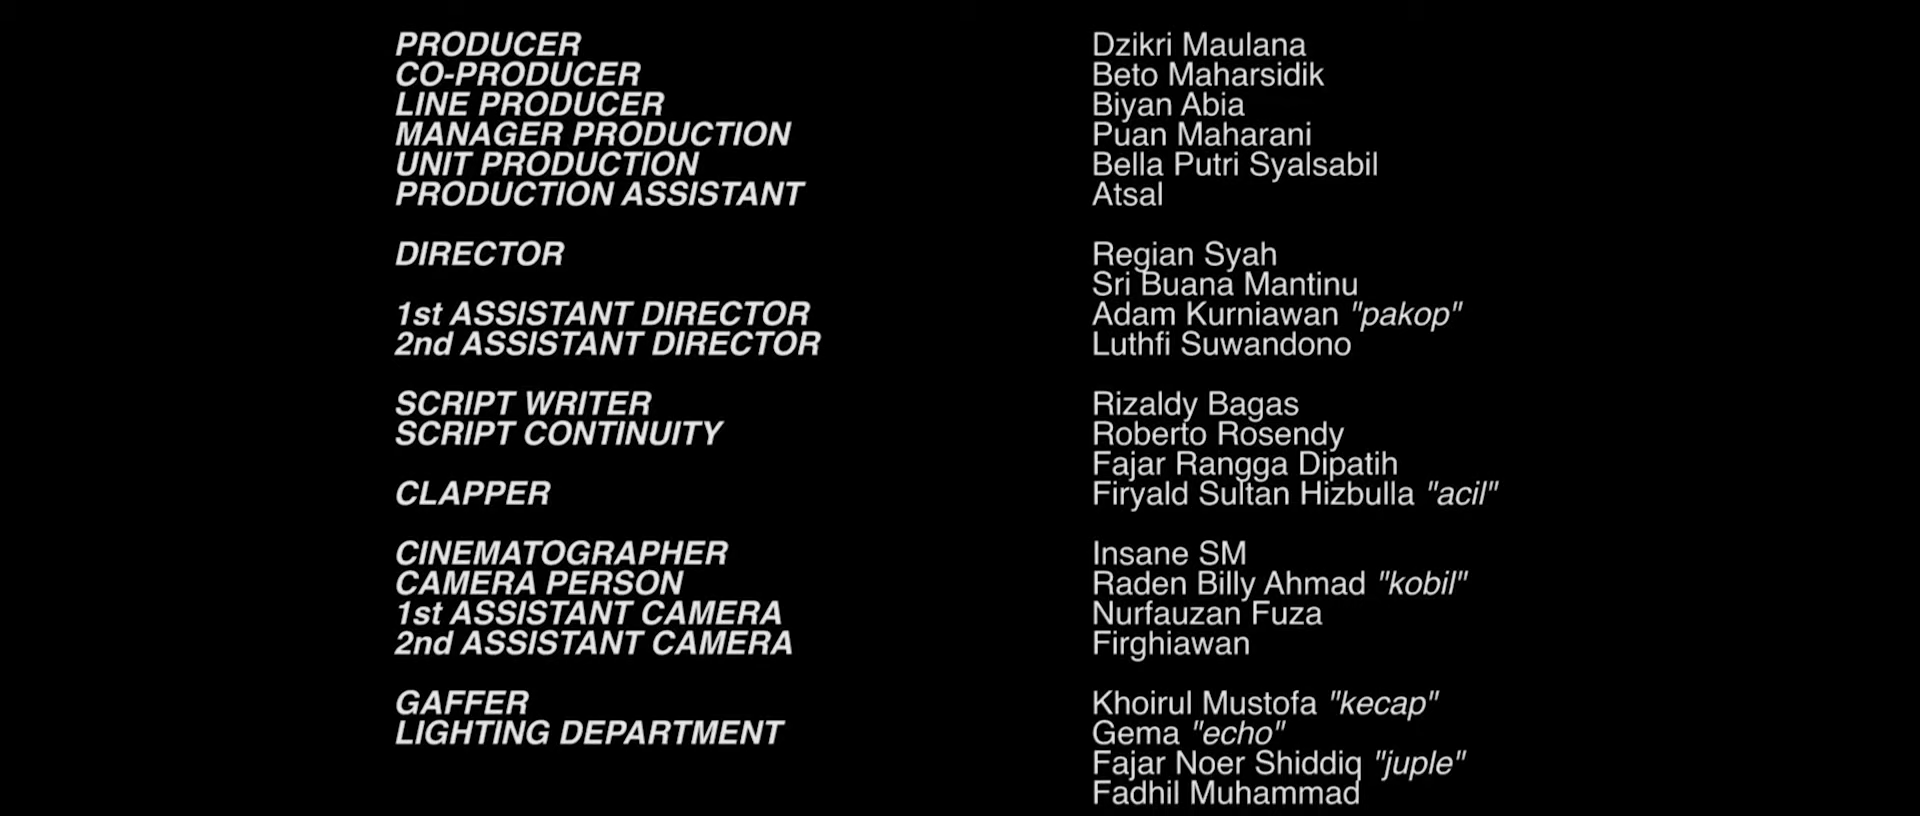 PRODUCER Dzikri Maulana
CO-PRODUCER Beto Maharsidik
LINE PRODUCER Biyan Abia
MANAGER PRODUCTION Puan Maharani
UNIT PRODUCTION Bella Putri Syalsabil
PRODUCTION ASSISTANT Atsal
DIRECTOR Regian Syah
Sri Buana Mantinu
1st ASSISTANT DIRECTOR Adam Kurniawan "pakop"
2nd ASSISTANT DIRECTOR Luthfi Suwandono
SCRIPT WRITER Rizaldy Bagas
SCRIPT CONTINUITY Roberto Rosendy
Fajar Rangga Dipatih
CLAPPER Firyald Sultan Hizbulla "acil"
CINEMATOGRAPHER Insane SM
CAMERA PERSON Raden Billy Ahmad "kobil"
1st ASSISTANT CAMERA Nurfauzan Fuza
2nd ASSISTANT CAMERA Firghiawan
GAFFER Khoirul Mustofa "kecap"
LIGHTING DEPARTMENT Gema "echo"
Fajar Noer Shiddiq "juple"
Fadhil Muhammad